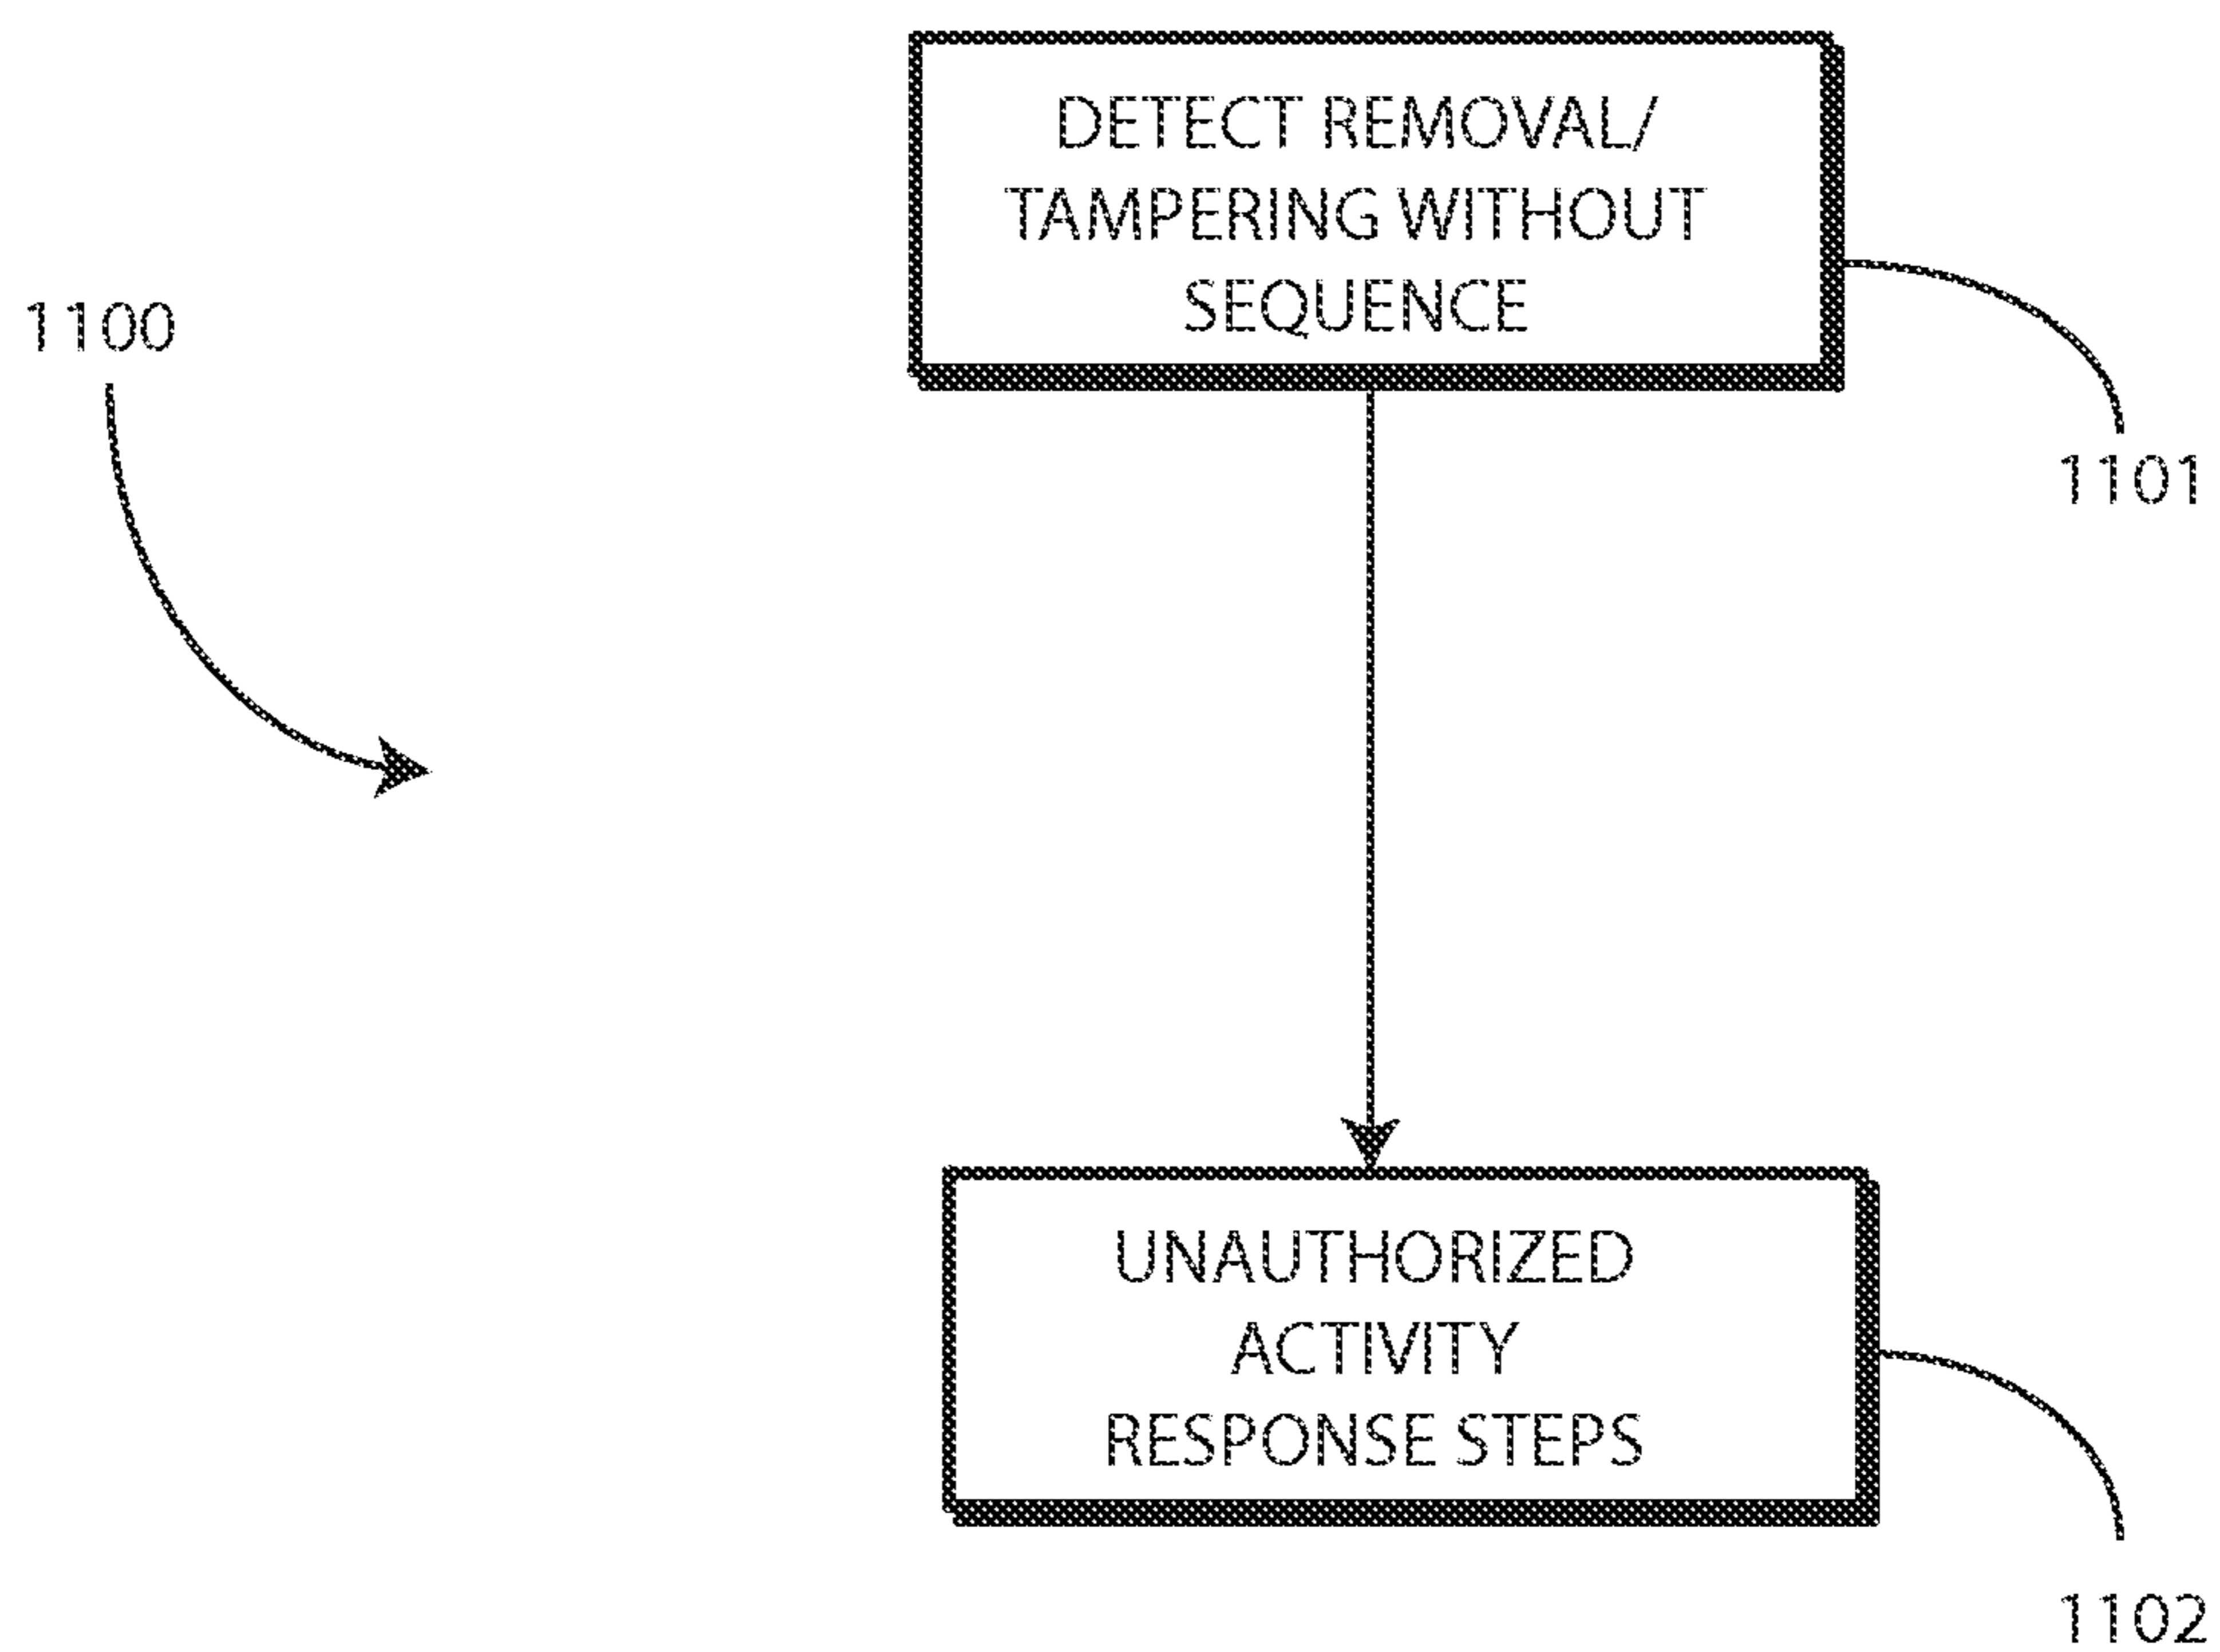 DETECT REMOVAL/
TAMPERING WITHOUT
SEQUENCE
1100
1101
UNAUTHORIZED
ACTIVITY
RESPONSE STEPS
1102